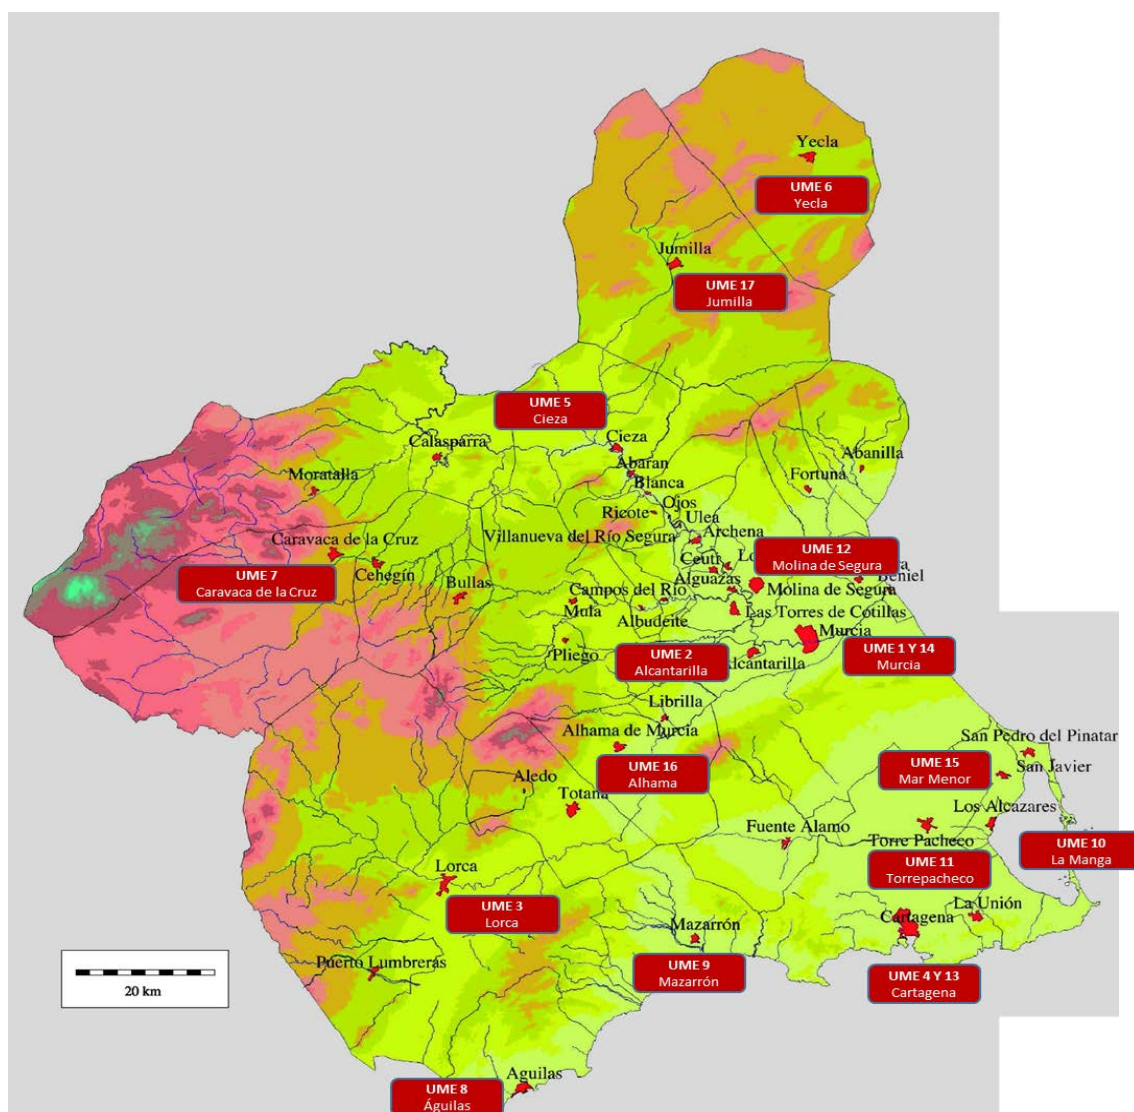 Yecla
UME 6
Yecla
Jumilla
UME 17
Jumilla
UME 5
Cieza
Calasparra
Cieza
Abaran
Abanilla
Moratalla
Blanca
Fortuna
Ojos
Ricote
Ulea
Villanueva del Río Segura
Archena
Caravaca de la Cruz
UME 12
Molina de Segura
Ceuti
Cehegín
UME 7
Caravaca de la Cruz
Bullas
Alguazas
Beniel
Campos del Río
Molina de Segura
Mula
Albudeite
Las Torres de Cotillas
Murcia
Pliego
UME 2
Alcantarilla
Alcantarilla
UME 1 Y 14
Murcia
Librilla
Alhama de Murcia
San Pedro del Pinatar
UME 16
Alhama
UME 15
Mar Menor
San Javier
Aledo
Totana
Los Alcazares
Fuente Alamo
Torre Pacheco
UME 10
La Manga
Lorca
UME 11
Torrepacheco
UME 3
Lorca
Cartagena
La Unión
Mazarrón
UME 9
Mazarrón
Puerto Lumbreras
UME 4 Y 13
Cartagena
20 km
Aguilas
UME 8
Águilas